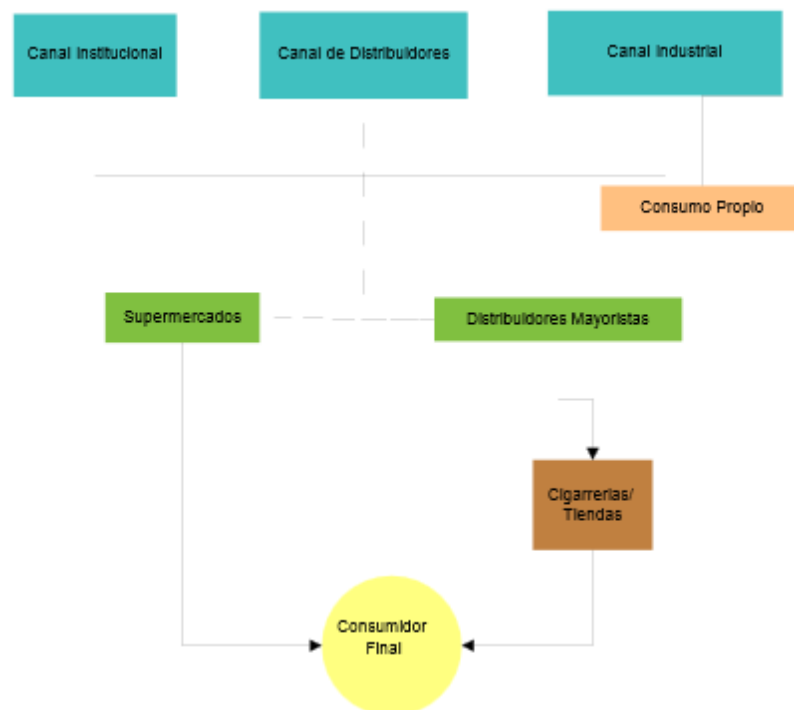 Canal Institucional
Canal de Distribuidores
Canal Industrial
Consumo Propio
Supermercados
Distribuidores Mayoristas
Cigarrerias/
Tiendas
Consumidor
Final